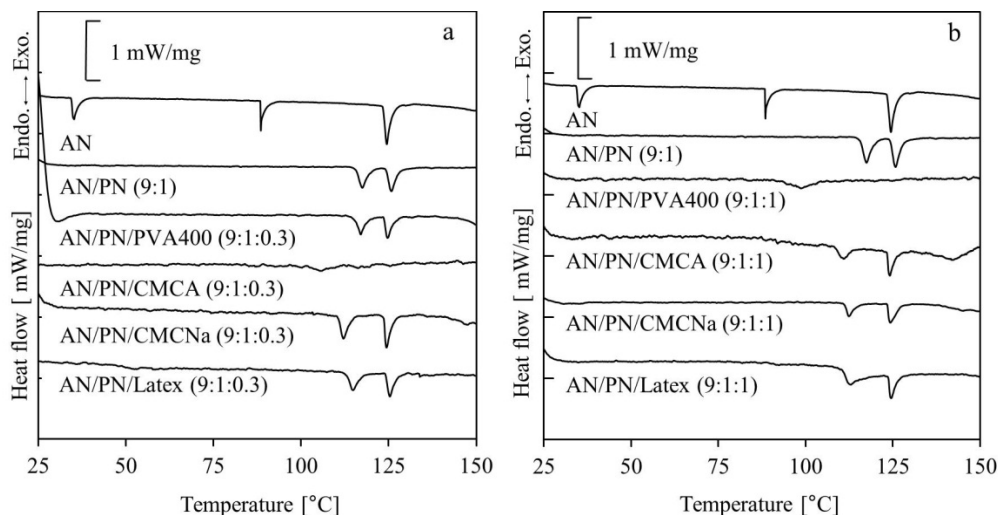 a
1 mW/mg
Endo. ←→ Exo.
Heat flow [ mW/mg]
AN
AN/PN (9:1)
AN/PN/PVA400 (9:1:0.3)
AN/PN/CMCA (9:1:0.3)
AN/PN/CMCNa (9:1:0.3)
AN/PN/Latex (9:1:0.3)
25 50 75 100 125 150
Temperature [°C]
b
1 mW/mg
Endo. ←→ Exo.
Heat flow [ mW/mg]
AN
AN/PN (9:1)
AN/PN/PVA400 (9:1:1)
AN/PN/CMCA (9:1:1)
AN/PN/CMCNa (9:1:1)
AN/PN/Latex (9:1:1)
25 50 75 100 125 150
Temperature [°C]